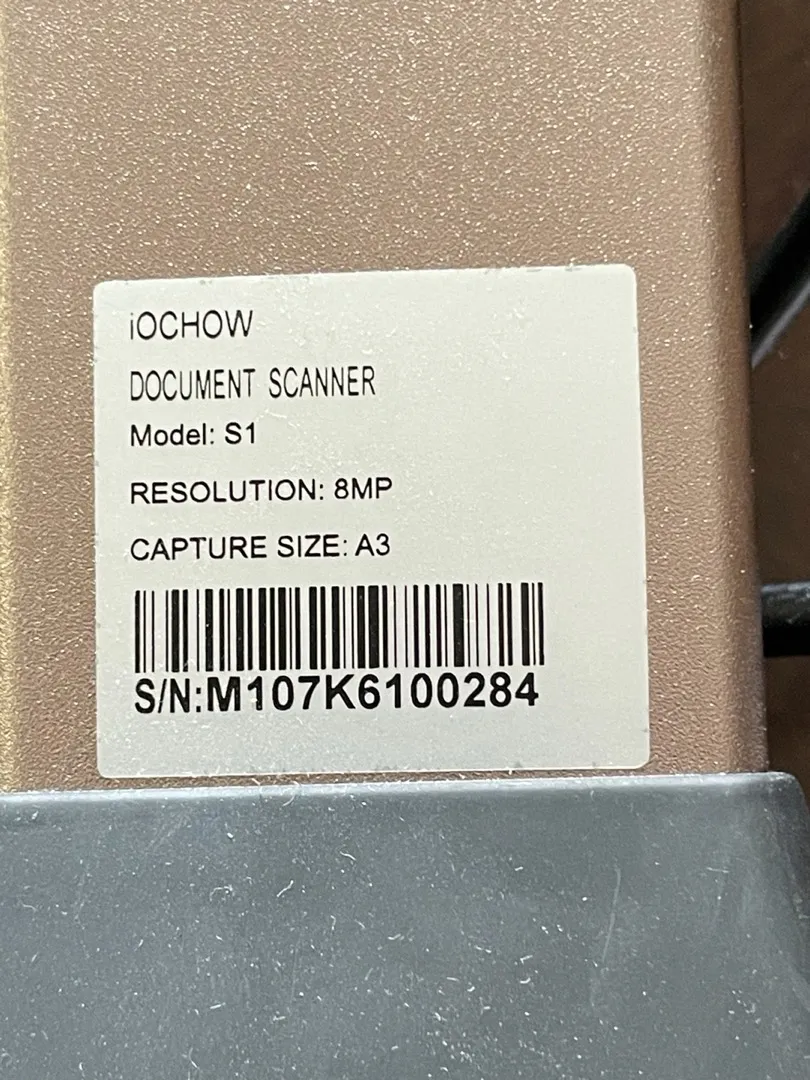 iOCHOW
DOCUMENT SCANNER
Model: S1
RESOLUTION: 8MP
CAPTURE SIZE: A3
S/N:M107K6100284